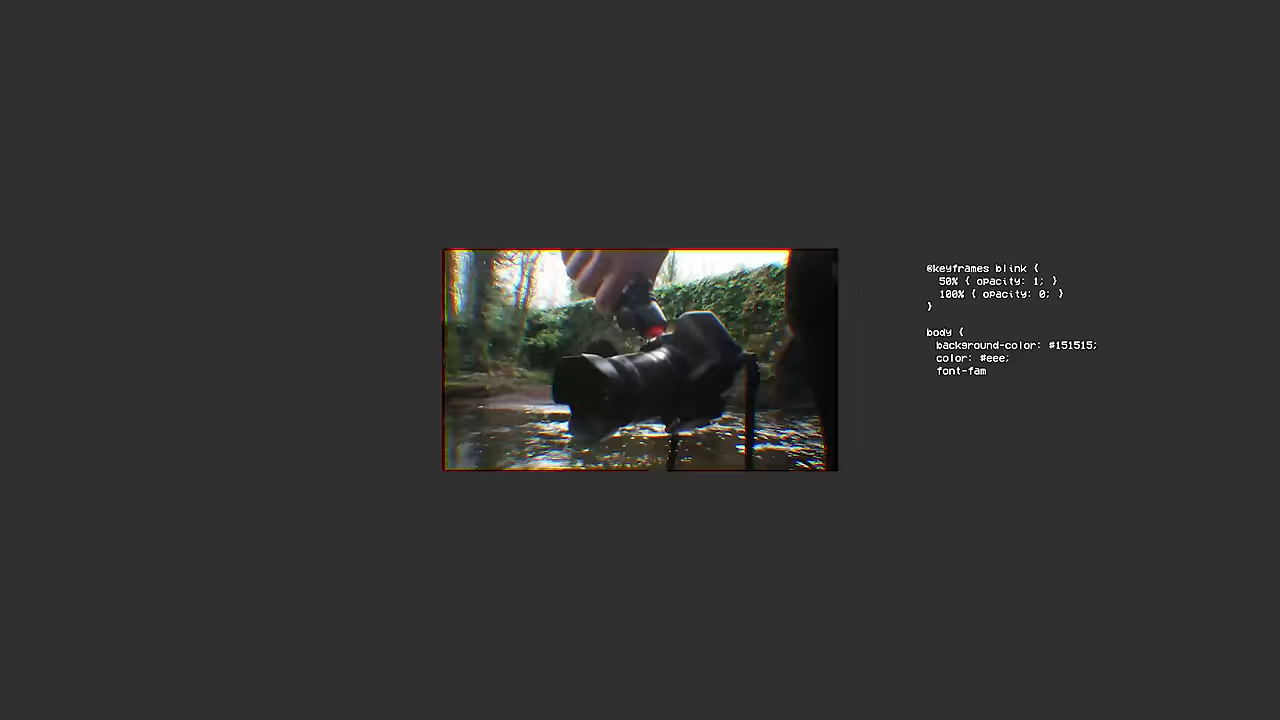 @keyframes blink {
50% { opacity: 1; }
100% { opacity: 0; }
}
body {
background-color: #151515;
color: #eee;
font-fam